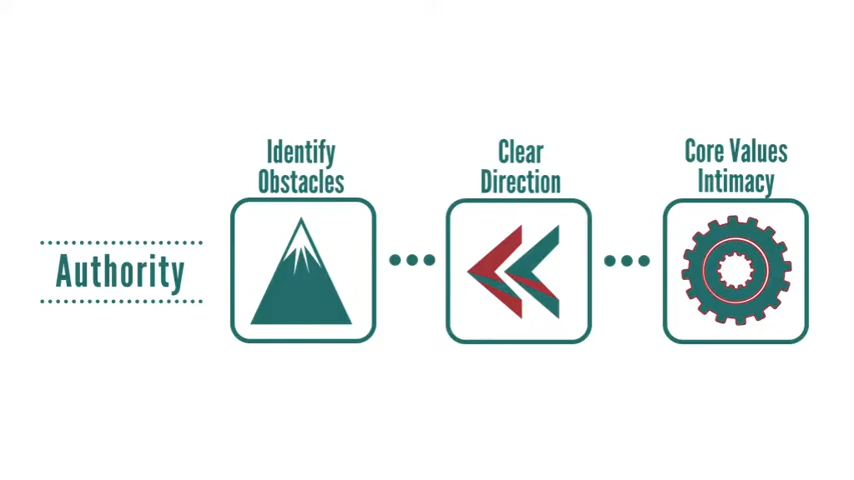 Identify
Obstacles
Clear
Direction
Core Values
Intimacy
Authority